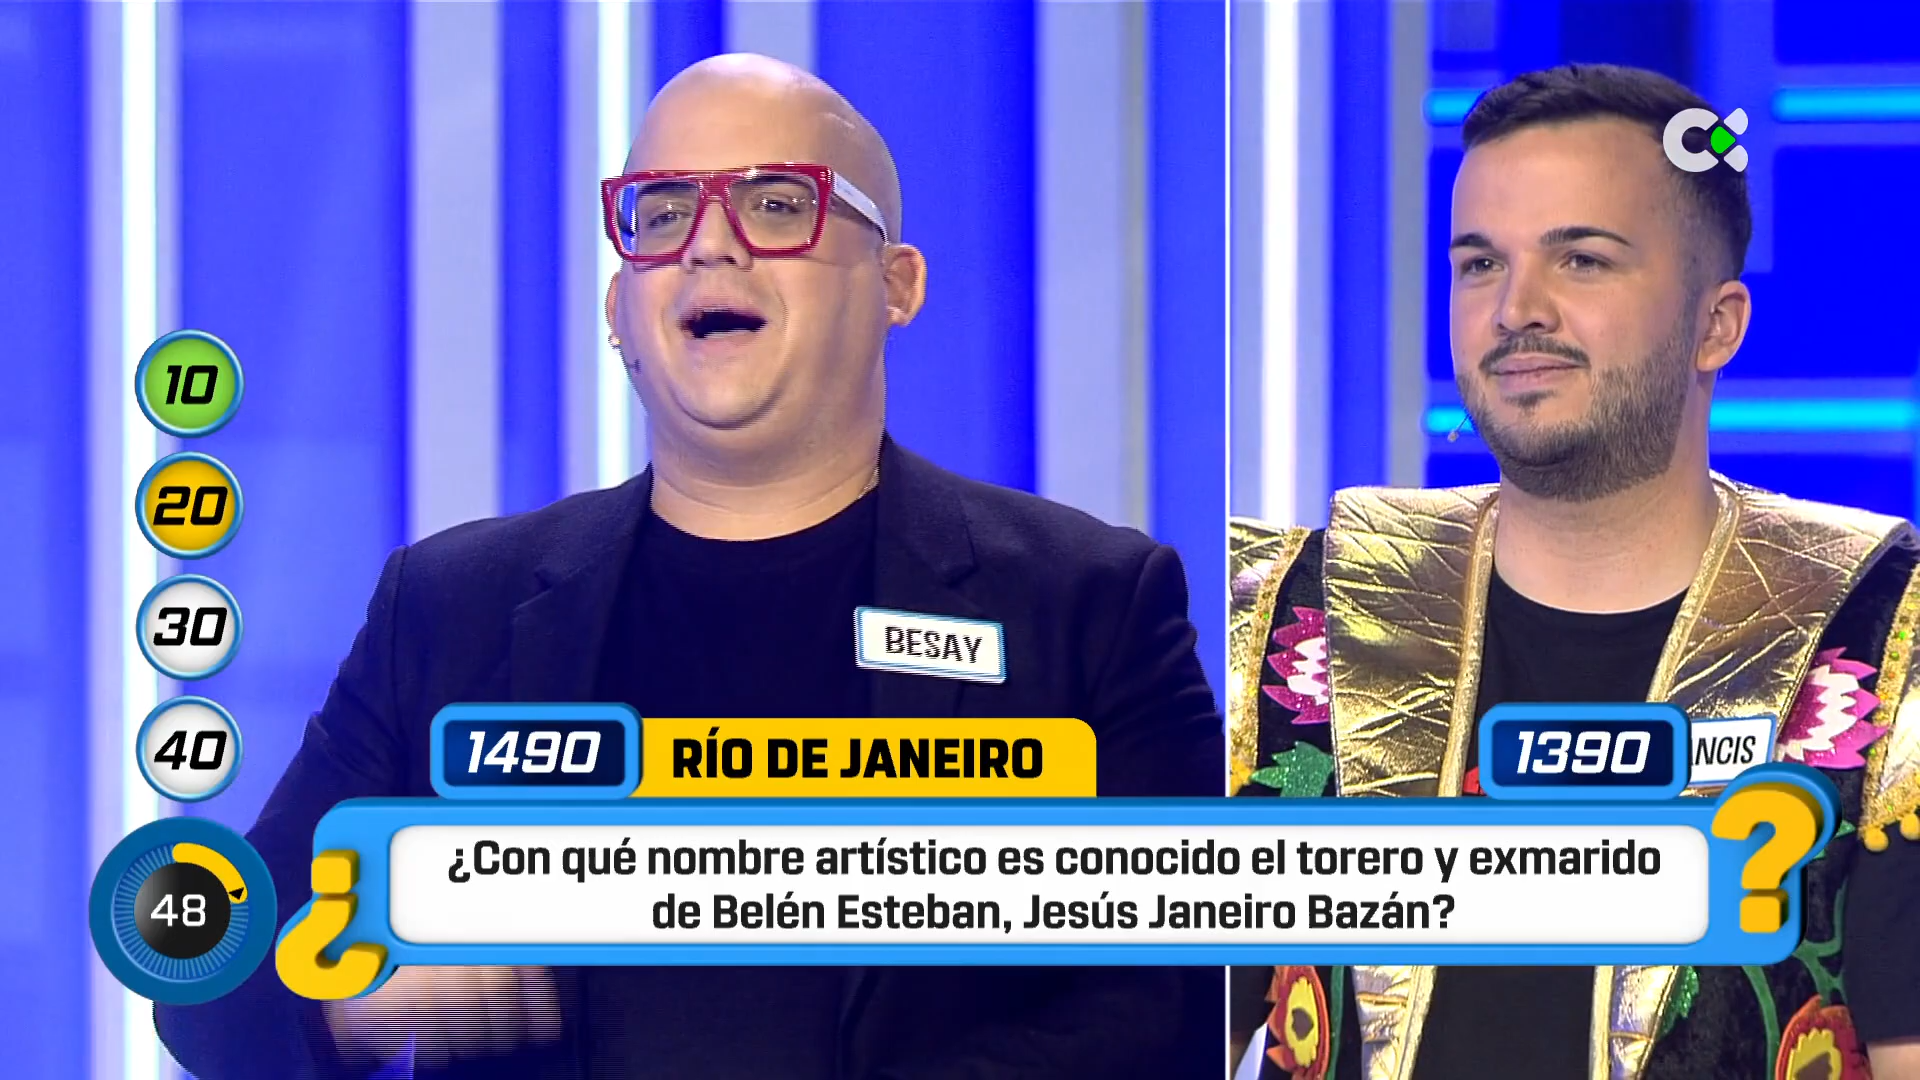 10
20
30
40
48
BESAY
1490
RÍO DE JANEIRO
1390
ANCIS
¿Con qué nombre artístico es conocido el torero y exmarido
de Belén Esteban, Jesús Janeiro Bazán?